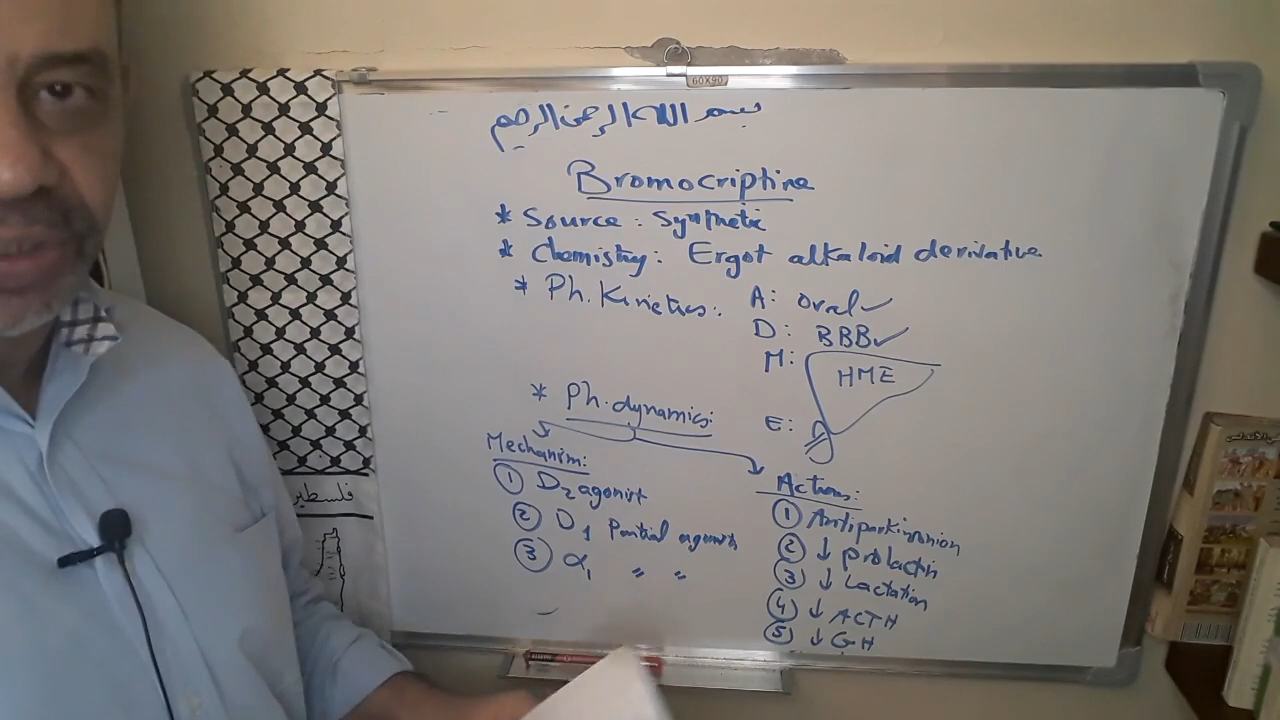 60X90
بسم الله الرحمن الرحيم
Bromocriptine
* Source: Synthetic
* Chemistry: Ergot alkaloid derivative
* Ph. Kinetics: A: oral ✓
D: BBB ✓
M: HME
E:
* Ph. dynamics:
Mechanism:
① D2 agonist
② D1 Partial agonist
③ α1 " "
Actions:
① Antiparkinsonion
② ↓ prolactin
③ ↓ Lactation
④ ↓ ACTH
⑤ ↓ GH
فلسطين